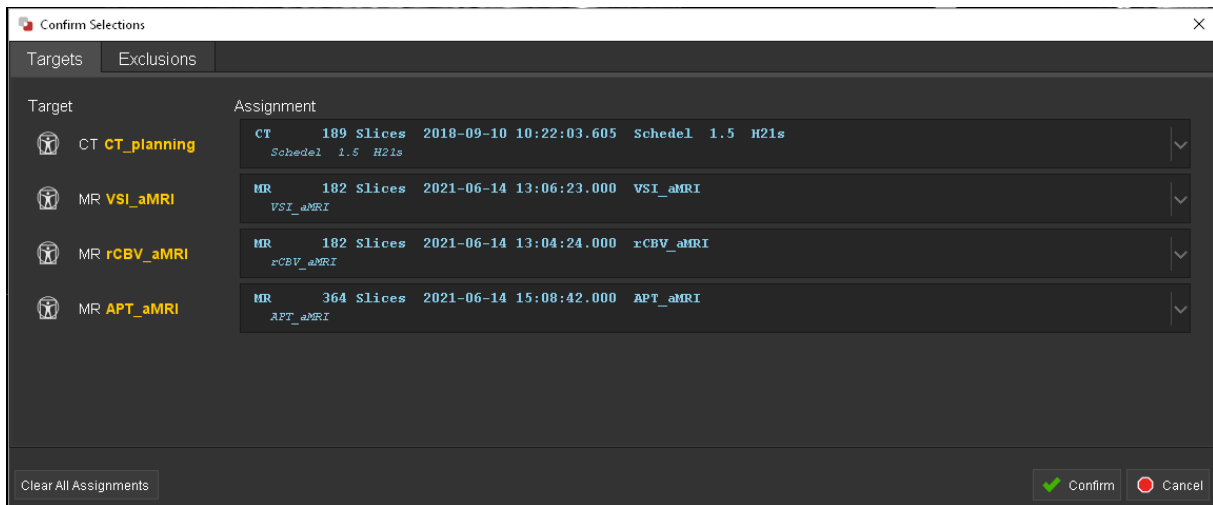 Confirm Selections
Targets Exclusions
Target Assignment
CT CT_planning CT 189 Slices 2018-09-10 10:22:03.605 Schedel 1.5 H21s
Schedel 1.5 H21s
MR VSI_aMRI MR 182 Slices 2021-06-14 13:06:23.000 VSI_aMRI
VSI_aMRI
MR rCBV_aMRI MR 182 Slices 2021-06-14 13:04:24.000 rCBV_aMRI
rCBV_aMRI
MR APT_aMRI MR 364 Slices 2021-06-14 15:08:42.000 APT_aMRI
APT_aMRI
Clear All Assignments Confirm Cancel